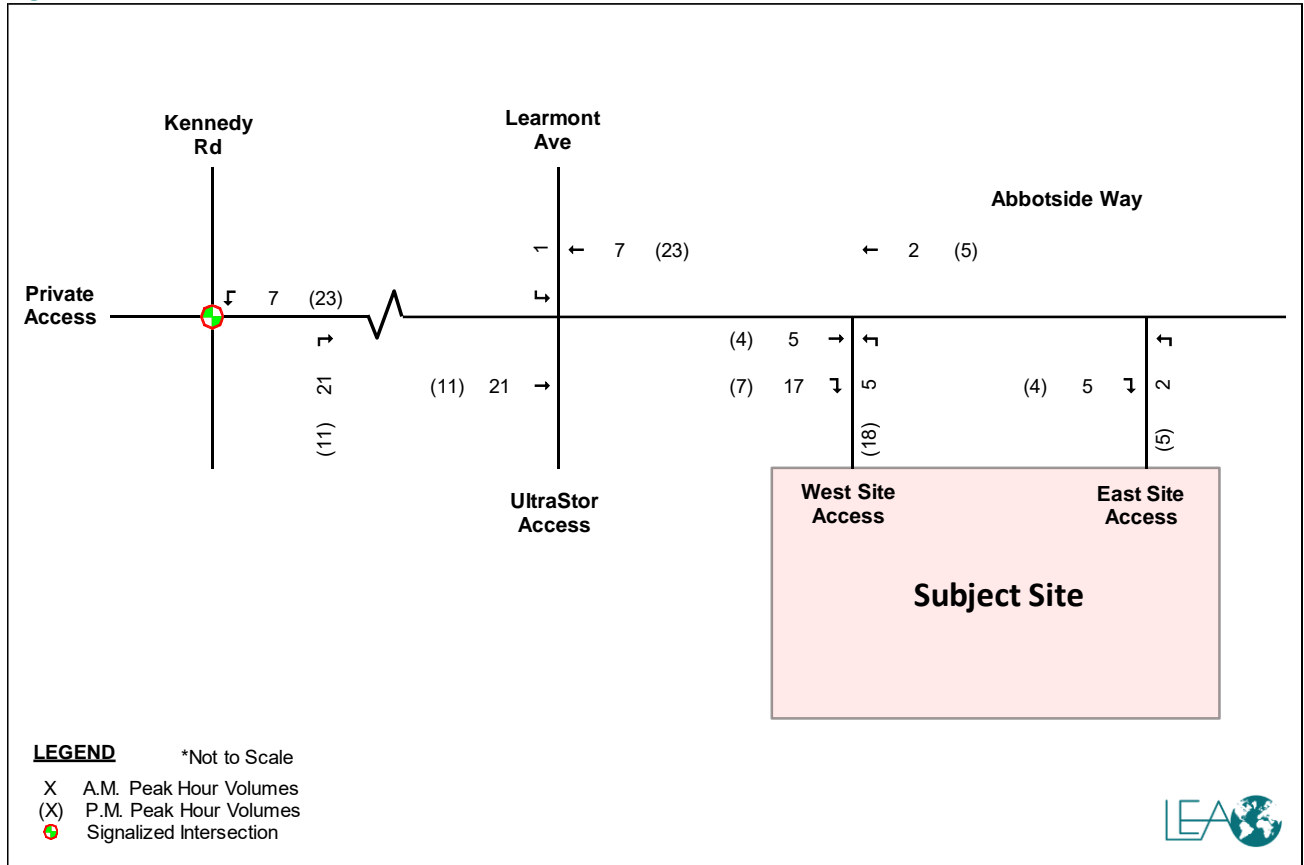 Kennedy
Rd
Learmont
Ave
Abbotside Way
1
7 (23)
2 (5)
Private
Access
7 (23)
(4) 5
21
(11)
(11) 21
(7) 17
5
(18)
(4) 5
2
(5)
UltraStor
Access
West Site
Access
East Site
Access
Subject Site
LEGEND *Not to Scale
X A.M. Peak Hour Volumes
(X) P.M. Peak Hour Volumes
Signalized Intersection
LEA